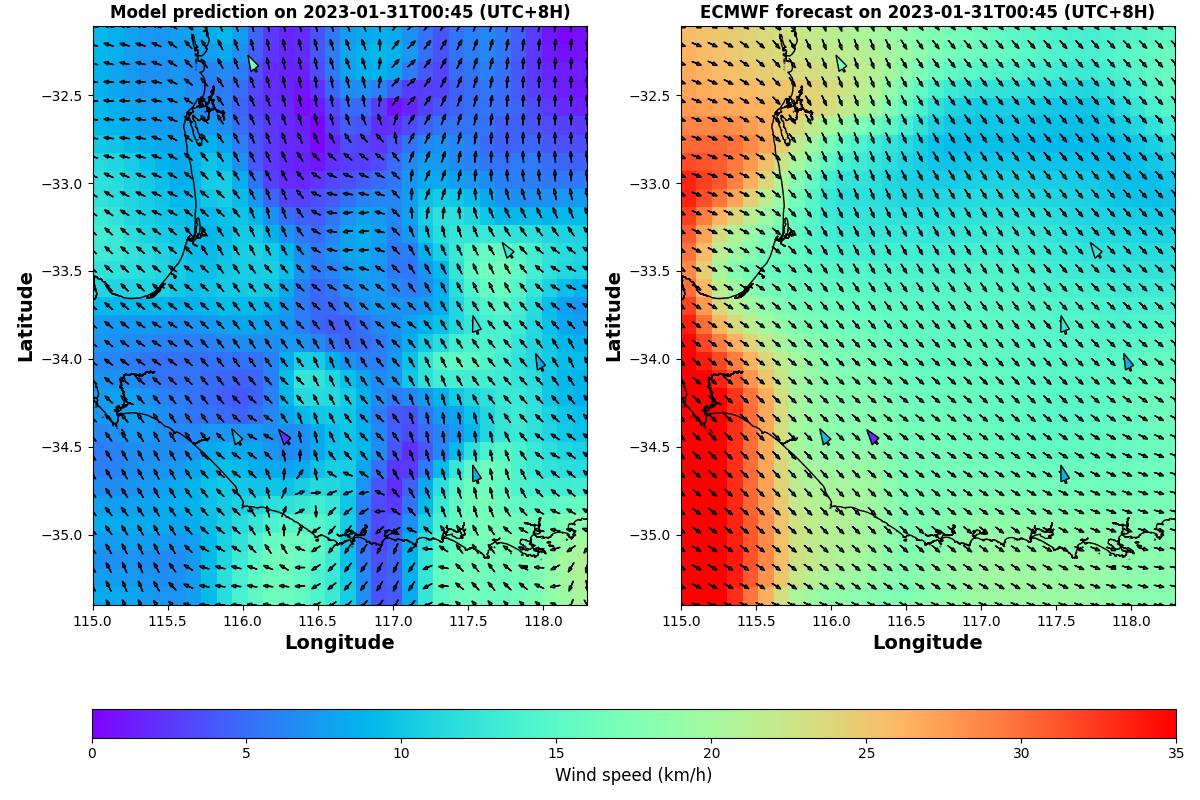 Model prediction on 2023-01-31T00:45 (UTC+8H)
ECMWF forecast on 2023-01-31T00:45 (UTC+8H)
Latitude
−32.5
−33.0
−33.5
−34.0
−34.5
−35.0
115.0 115.5 116.0 116.5 117.0 117.5 118.0
Longitude
Latitude
−32.5
−33.0
−33.5
−34.0
−34.5
−35.0
115.0 115.5 116.0 116.5 117.0 117.5 118.0
Longitude
0 5 10 15 20 25 30 35
Wind speed (km/h)